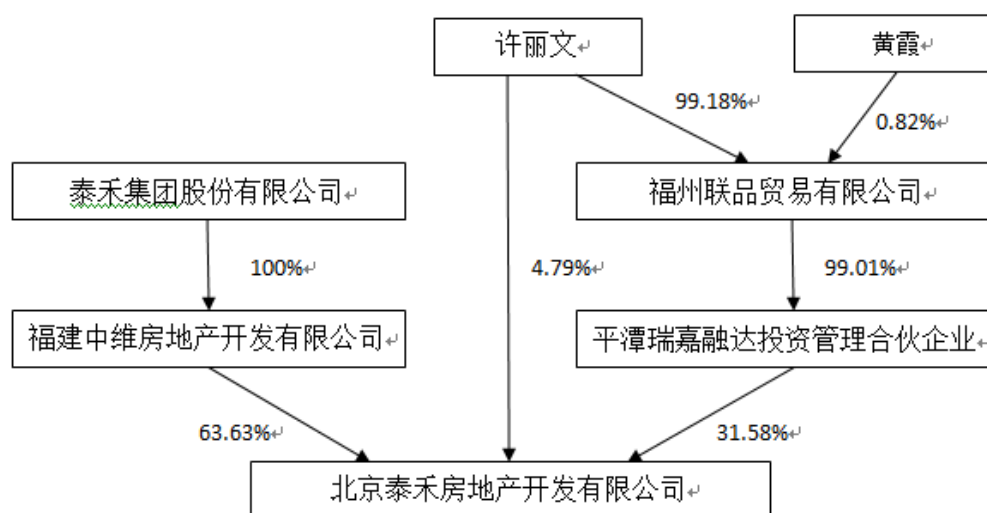 许丽文
黄霞
99.18%
0.82%
泰禾集团股份有限公司
福州联品贸易有限公司
100%
4.79%
99.01%
福建中维房地产开发有限公司
平潭瑞嘉融达投资管理合伙企业
63.63%
31.58%
北京泰禾房地产开发有限公司